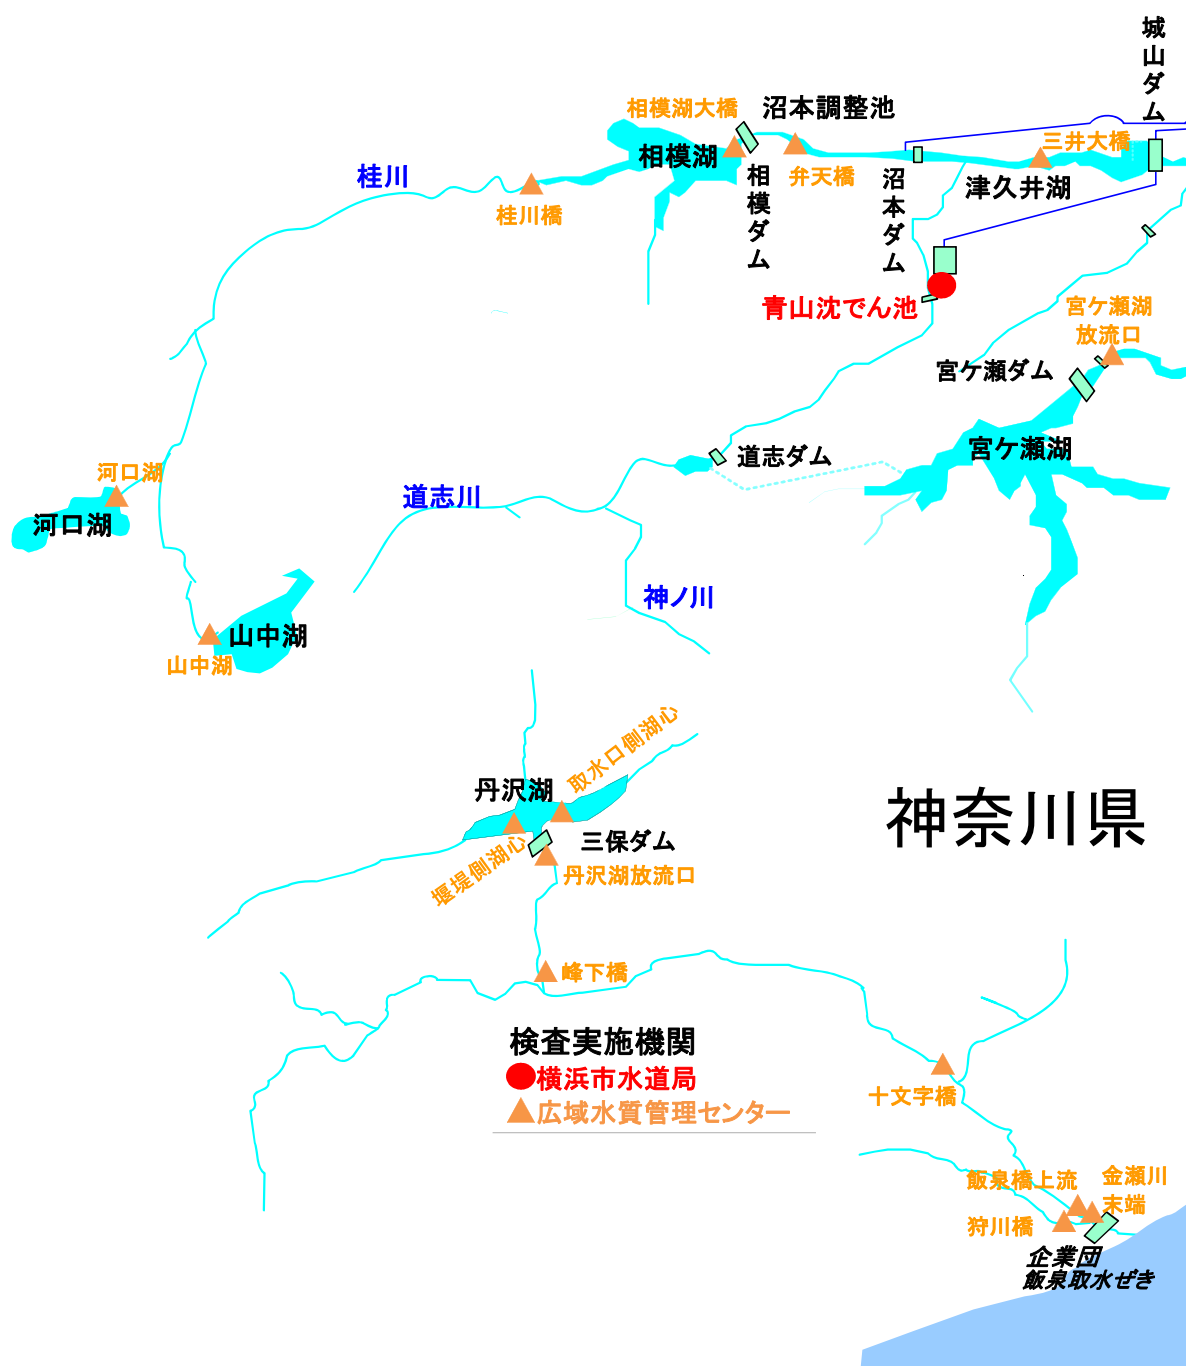 城山ダム
相模湖大橋
沼本調整池
三井大橋
相模湖
桂川
弁天橋
相模ダム
沼本ダム
津久井湖
桂川橋
青山沈でん池
宮ケ瀬湖
放流口
宮ケ瀬ダム
宮ケ瀬湖
道志ダム
河口湖
道志川
河口湖
神ノ川
山中湖
山中湖
取水口側湖心
丹沢湖
神奈川県
三保ダム
堰堤側湖心
丹沢湖放流口
峰下橋
検査実施機関
横浜市水道局
広域水質管理センター
十文字橋
飯泉橋上流
金瀬川
末端
狩川橋
企業団
飯泉取水ぜき